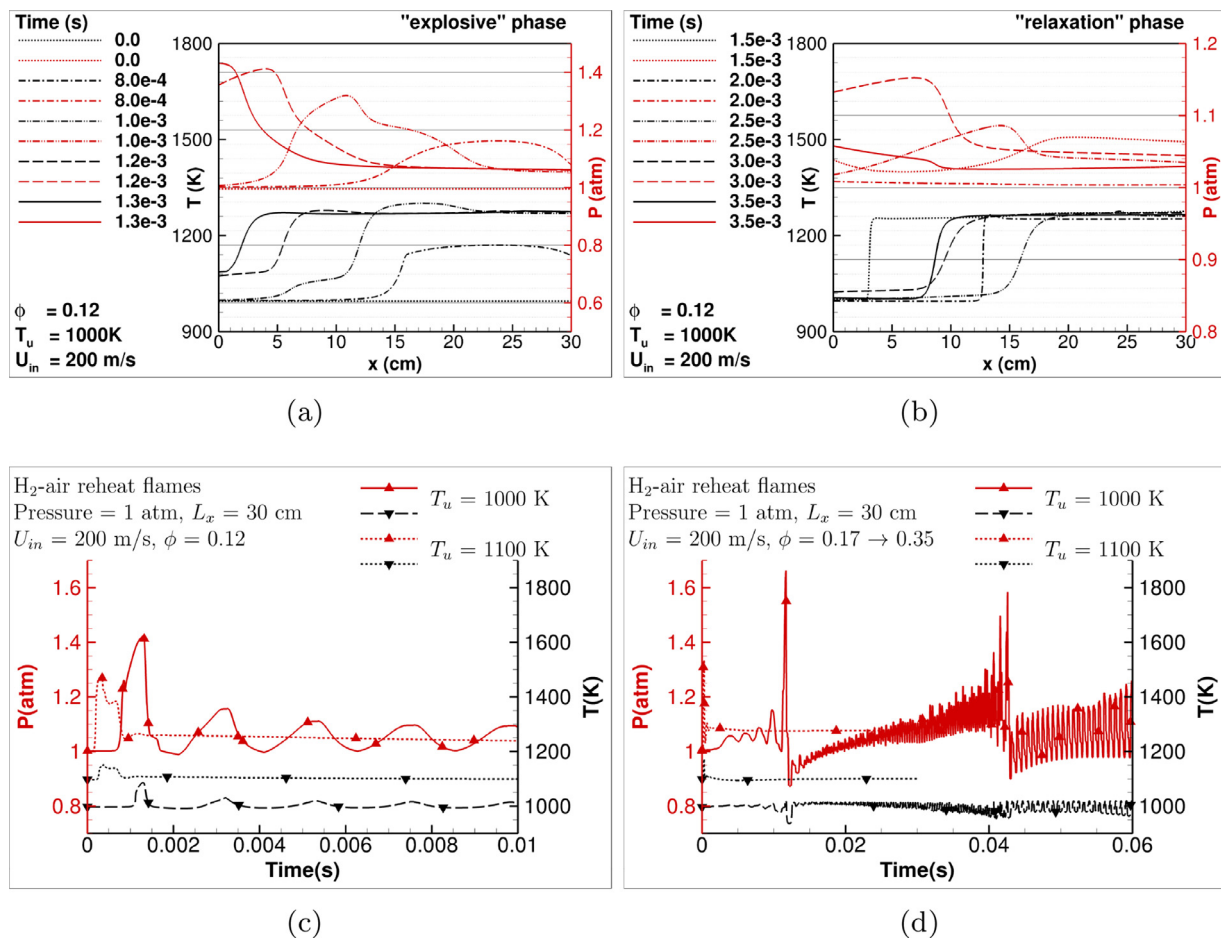 Time (s) "explosive" phase
0.0
0.0
8.0e-4
8.0e-4
1.0e-3
1.0e-3
1.2e-3
1.2e-3
1.3e-3
1.3e-3
ϕ = 0.12
T_u = 1000K
U_in = 200 m/s
1800
1500
1200
900
T (K)
1.4
1.2
1
0.8
0.6
P (atm)
0 5 10 15 20 25 30
x (cm)
(a)
Time (s) "relaxation" phase
1.5e-3
1.5e-3
2.0e-3
2.0e-3
2.5e-3
2.5e-3
3.0e-3
3.0e-3
3.5e-3
3.5e-3
ϕ = 0.12
T_u = 1000K
U_in = 200 m/s
1800
1500
1200
900
T (K)
1.2
1.1
1
0.9
0.8
P (atm)
0 5 10 15 20 25 30
x (cm)
(b)
H₂-air reheat flames
Pressure = 1 atm, L_x = 30 cm
U_in = 200 m/s, ϕ = 0.12
T_u = 1000 K
T_u = 1100 K
1.6
1.4
1.2
1
0.8
P(atm)
1800
1600
1400
1200
1000
T(K)
0 0.002 0.004 0.006 0.008 0.01
Time(s)
(c)
H₂-air reheat flames
Pressure = 1 atm, L_x = 30 cm
U_in = 200 m/s, ϕ = 0.17 → 0.35
T_u = 1000 K
T_u = 1100 K
1.6
1.4
1.2
1
0.8
P(atm)
1800
1600
1400
1200
1000
T(K)
0 0.02 0.04 0.06
Time(s)
(d)